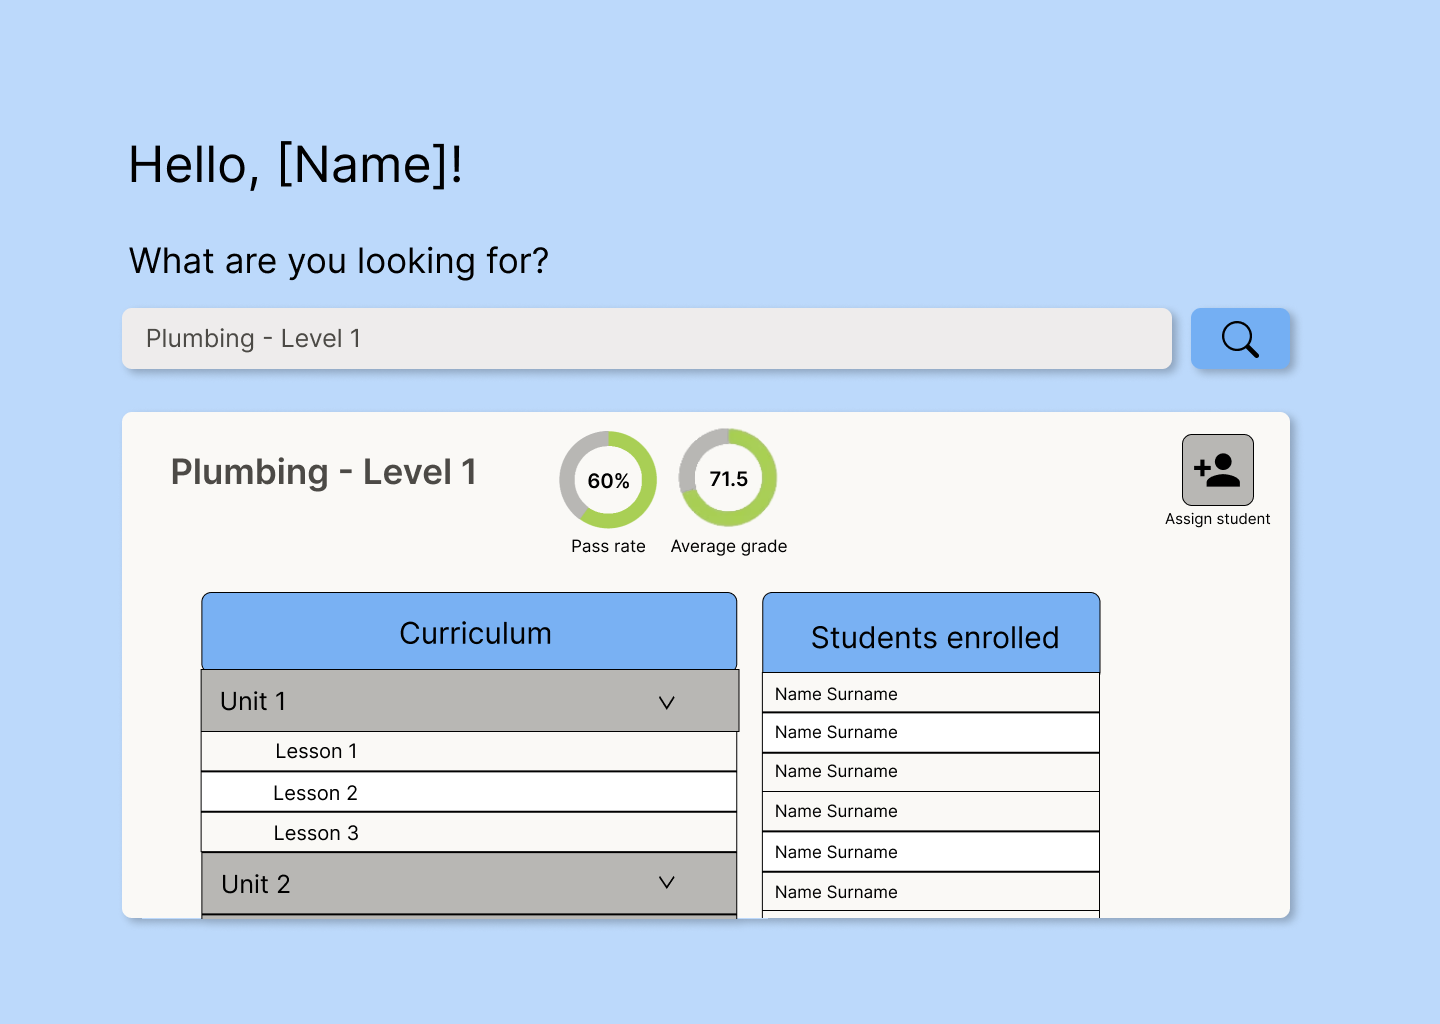 Hello, [Name]!
What are you looking for?
Plumbing - Level 1
Plumbing - Level 1
60%
71.5
Pass rate
Average grade
Assign student
Curriculum
Unit 1
Lesson 1
Lesson 2
Lesson 3
Unit 2
Students enrolled
Name Surname
Name Surname
Name Surname
Name Surname
Name Surname
Name Surname